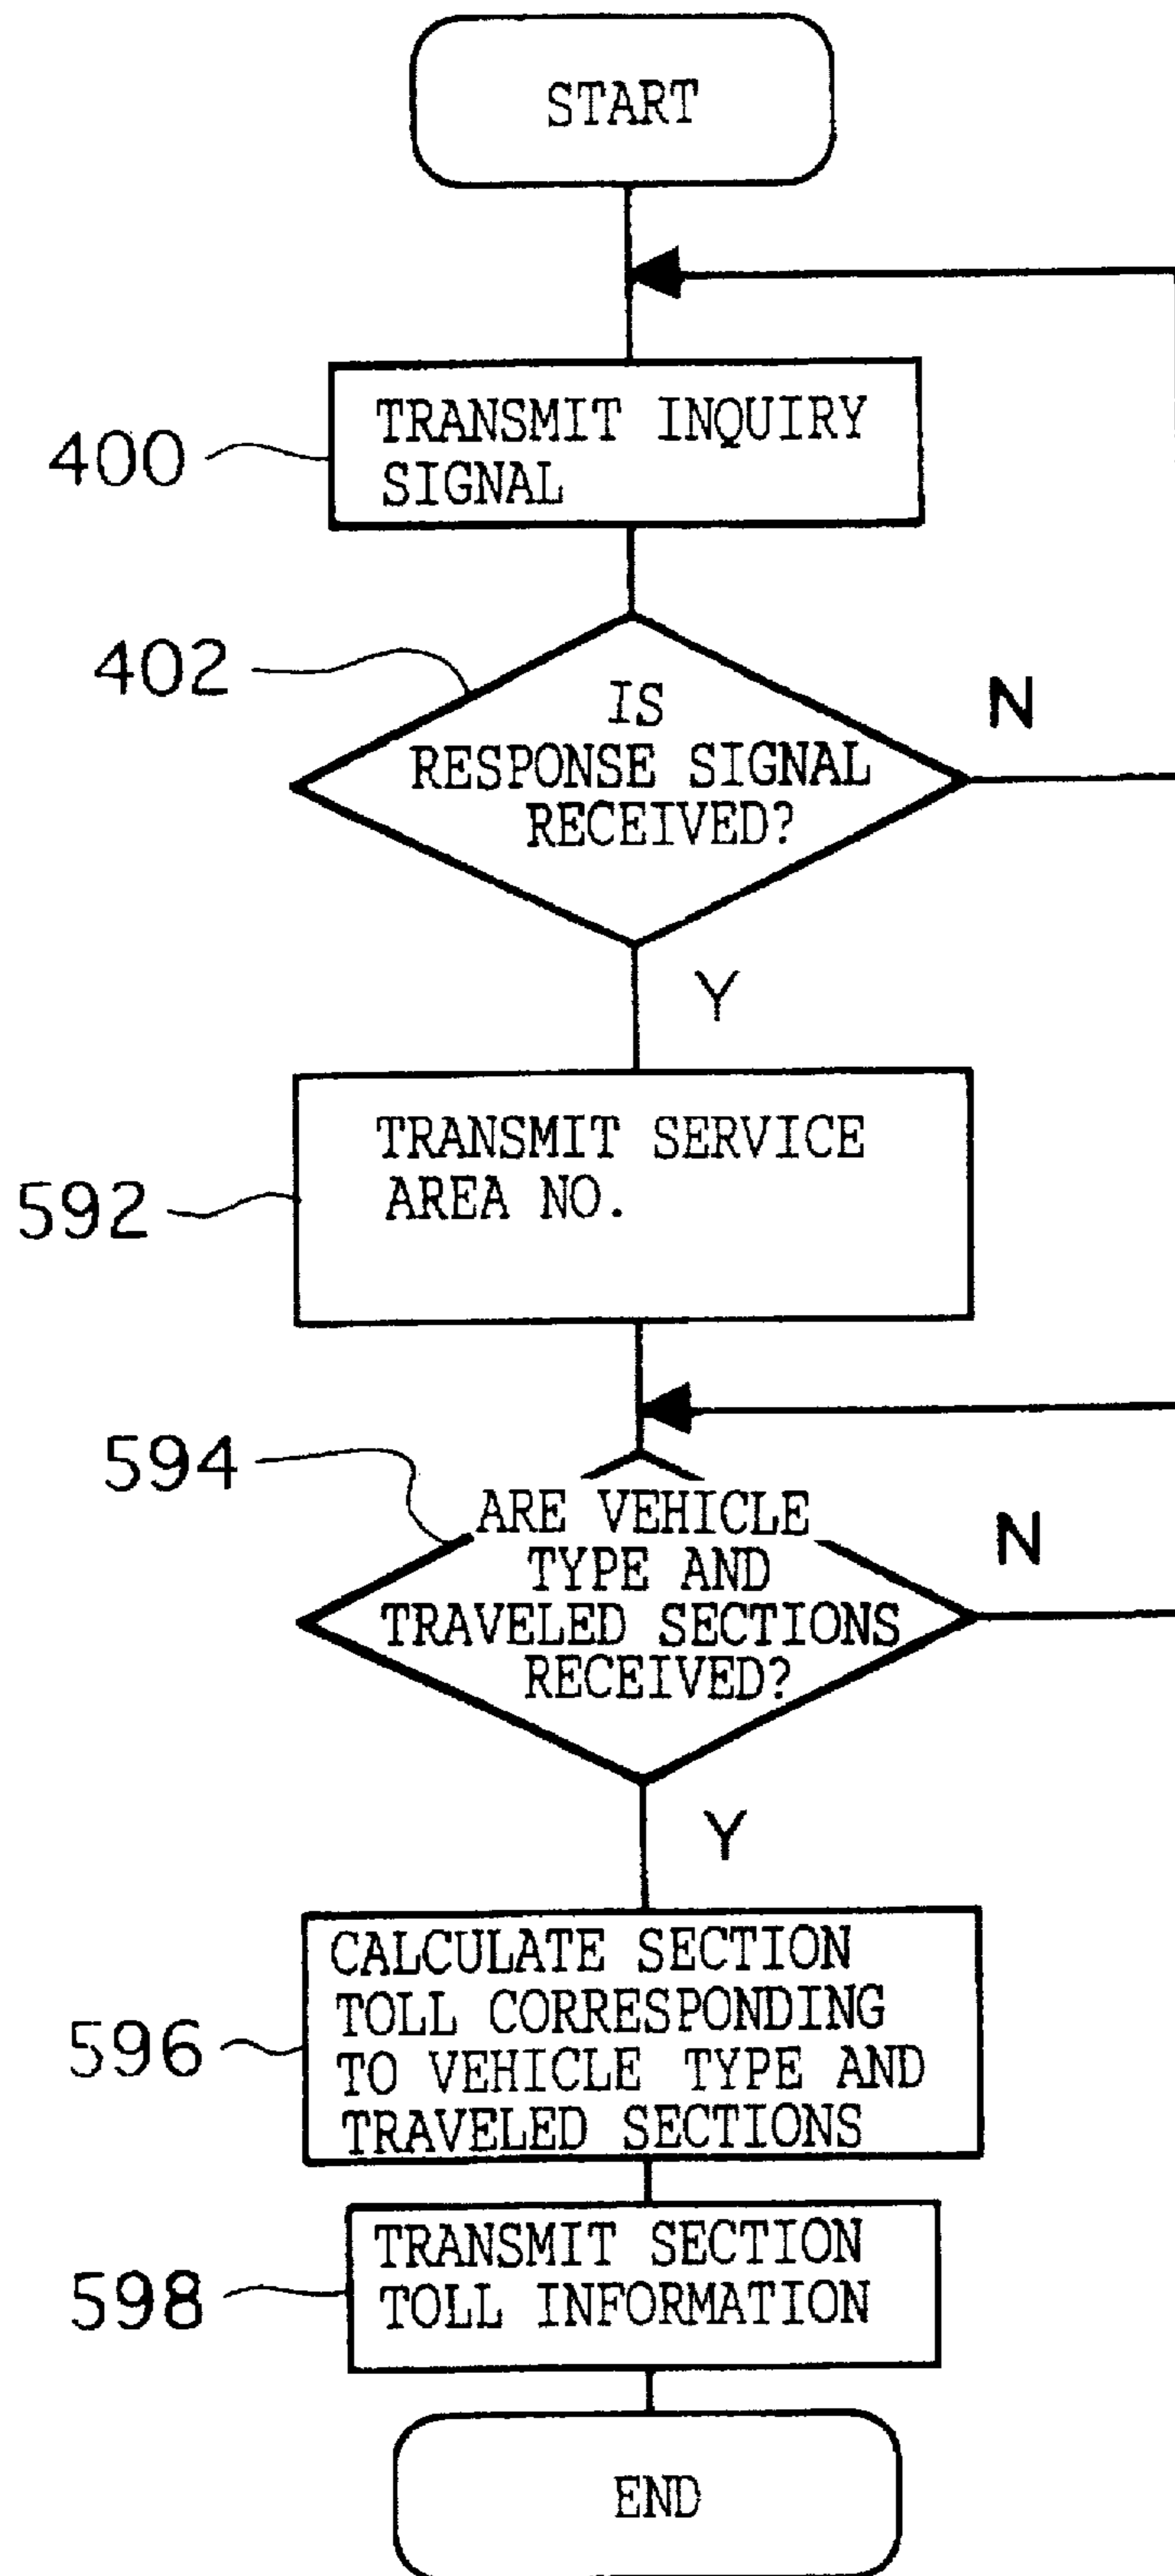 START
400
TRANSMIT INQUIRY
SIGNAL
402
IS
RESPONSE SIGNAL
RECEIVED?
N
Y
592
TRANSMIT SERVICE
AREA NO.
594
ARE VEHICLE
TYPE AND
TRAVELED SECTIONS
RECEIVED?
N
Y
596
CALCULATE SECTION
TOLL CORRESPONDING
TO VEHICLE TYPE AND
TRAVELED SECTIONS
598
TRANSMIT SECTION
TOLL INFORMATION
END